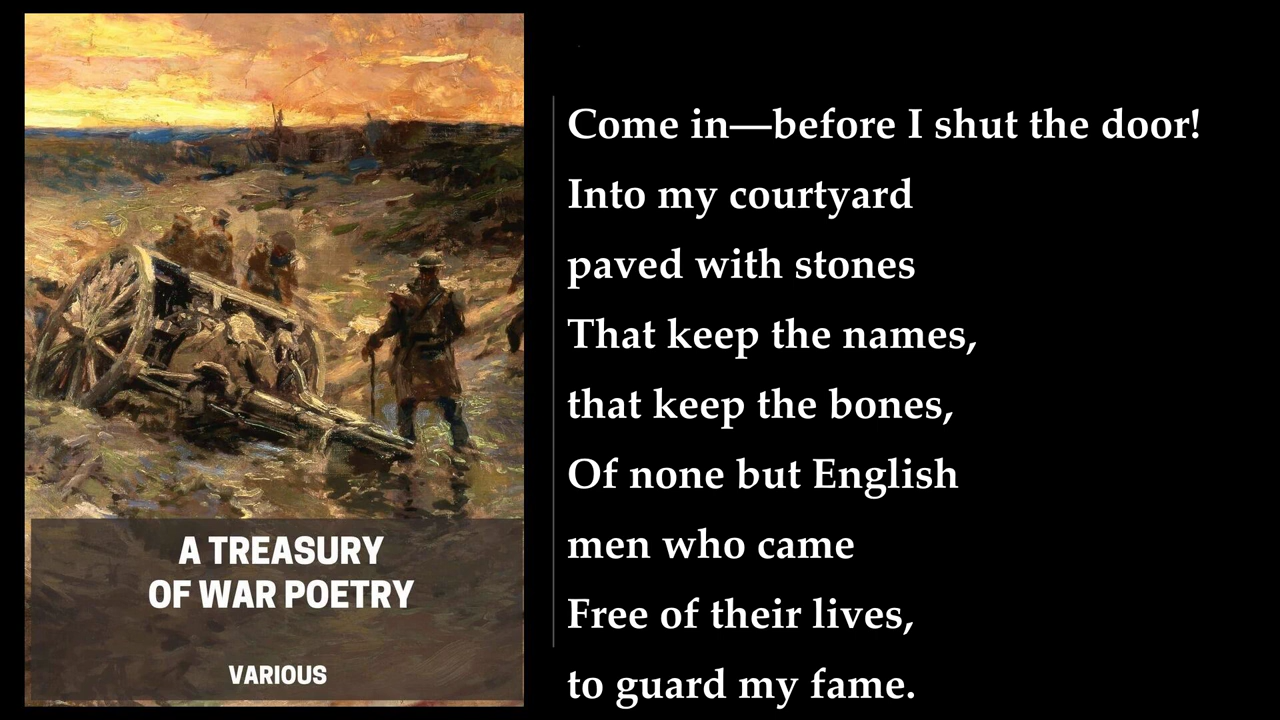 Come in—before I shut the door!
Into my courtyard
paved with stones
That keep the names,
that keep the bones,
Of none but English
men who came
Free of their lives,
to guard my fame.
A TREASURY
OF WAR POETRY
VARIOUS